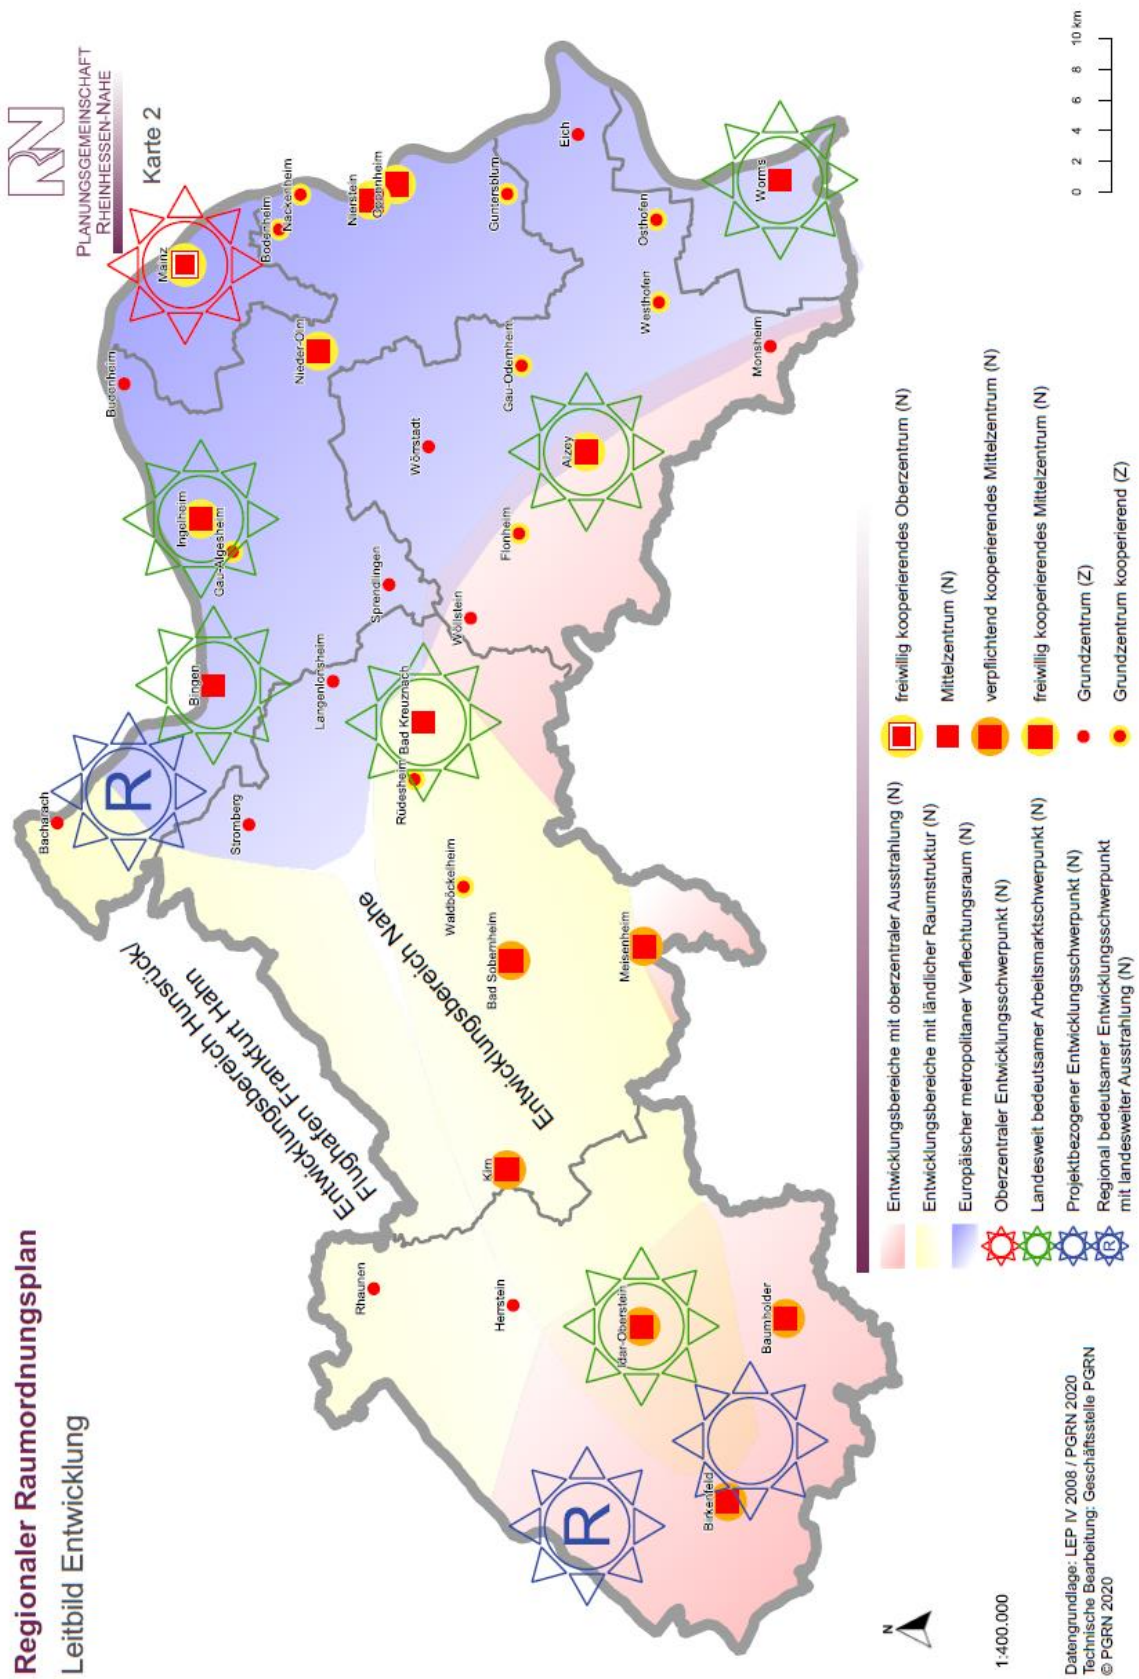 Regionaler Raumordnungsplan
Leitbild Entwicklung
RN
PLANUNGSGEMEINSCHAFT
RHEINHESSEN-NAHE
Karte 2
Bacharach
R
Stromberg
Bingen
Ingelheim
Gau-Algesheim
Budenheim
Mainz
Bodenheim
Nackenheim
Nieder-Olm
Nierstein
Oppenheim
Langenlonsheim
Sprendlingen
Wörrstadt
Guntersblum
Eich
Gau-Odernheim
Rüdesheim
Bad Kreuznach
Wöllstein
Flonheim
Alzey
Westhofen
Osthofen
Worms
Monsheim
Waldböckelheim
Bad Sobernheim
Meisenheim
Entwicklungsbereich Hunsrück/
Flughafen Frankfurt Hahn
Entwicklungsbereich Nahe
Kirn
Rhaunen
Herrstein
Idar-Oberstein
Baumholder
R
Birkenfeld
N
1:400.000
Datengrundlage: LEP IV 2008 / PGRN 2020
Technische Bearbeitung: Geschäftsstelle PGRN
© PGRN 2020
Entwicklungsbereiche mit oberzentraler Ausstrahlung (N)
Entwicklungsbereiche mit ländlicher Raumstruktur (N)
Europäischer metropolitaner Verflechtungsraum (N)
Oberzentraler Entwicklungsschwerpunkt (N)
Landesweit bedeutsamer Arbeitsmarktschwerpunkt (N)
Projektbezogener Entwicklungsschwerpunkt (N)
R
Regional bedeutsamer Entwicklungsschwerpunkt
mit landesweiter Ausstrahlung (N)
freiwillig kooperierendes Oberzentrum (N)
Mittelzentrum (N)
verpflichtend kooperierendes Mittelzentrum (N)
freiwillig kooperierendes Mittelzentrum (N)
Grundzentrum (Z)
Grundzentrum kooperierend (Z)
0 2 4 6 8 10 km